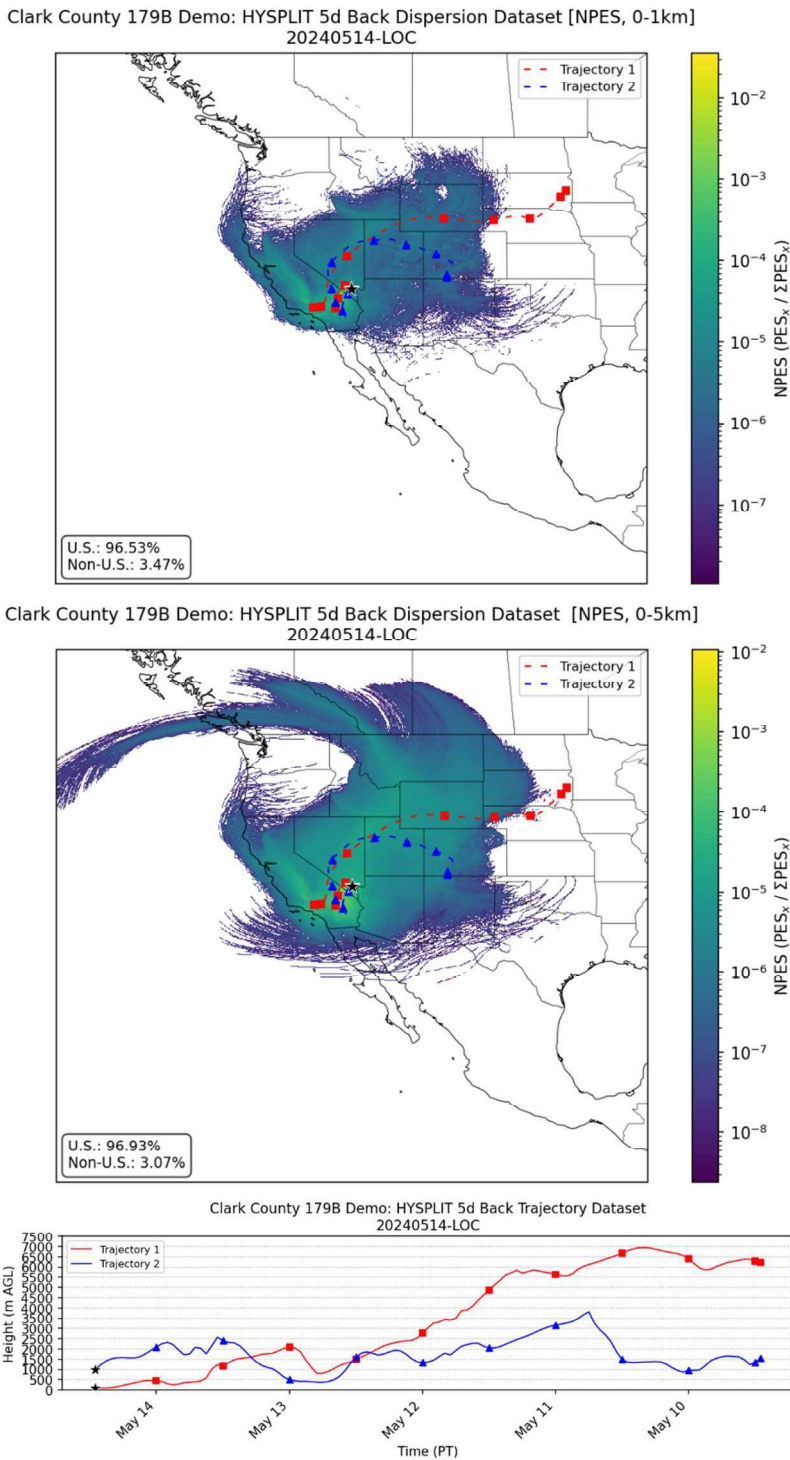 Clark County 179B Demo: HYSPLIT 5d Back Dispersion Dataset [NPES, 0-1km]
20240514-LOC
Trajectory 1
Trajectory 2
10⁻²
10⁻³
10⁻⁴
10⁻⁵
10⁻⁶
10⁻⁷
NPES (PESₓ / ΣPESₓ)
U.S.: 96.53%
Non-U.S.: 3.47%
Clark County 179B Demo: HYSPLIT 5d Back Dispersion Dataset [NPES, 0-5km]
20240514-LOC
Trajectory 1
Trajectory 2
10⁻²
10⁻³
10⁻⁴
10⁻⁵
10⁻⁶
10⁻⁷
10⁻⁸
NPES (PESₓ / ΣPESₓ)
U.S.: 96.93%
Non-U.S.: 3.07%
Clark County 179B Demo: HYSPLIT 5d Back Trajectory Dataset
20240514-LOC
Trajectory 1
Trajectory 2
7500
7000
6500
6000
5500
5000
4500
4000
3500
3000
2500
2000
1500
1000
500
0
Height (m AGL)
May 14
May 13
May 12
May 11
May 10
Time (PT)